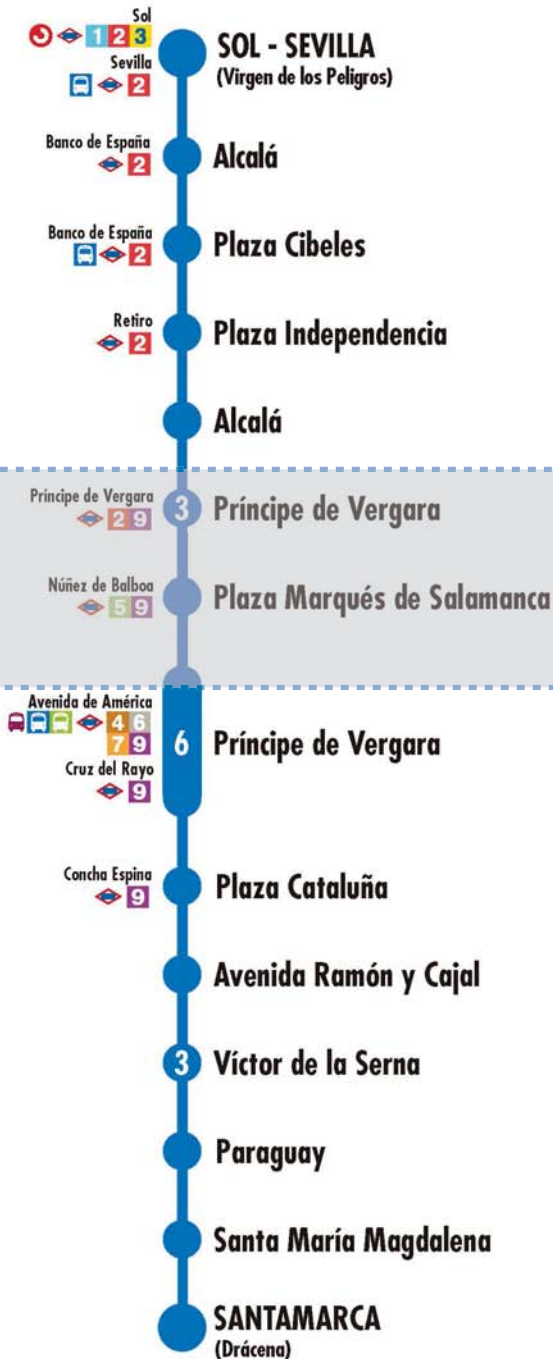 Sol
1 2 3
SOL - SEVILLA
(Virgen de los Peligros)
Sevilla
2
Banco de España
2
Alcalá
Banco de España
2
Plaza Cibeles
Retiro
2
Plaza Independencia
Alcalá
Príncipe de Vergara
2 9
3
Príncipe de Vergara
Núñez de Balboa
5 9
Plaza Marqués de Salamanca
Avenida de América
4 6
7 9
6
Príncipe de Vergara
Cruz del Rayo
9
Concha Espina
9
Plaza Cataluña
Avenida Ramón y Cajal
3
Víctor de la Serna
Paraguay
Santa María Magdalena
SANTAMARCA
(Drácena)